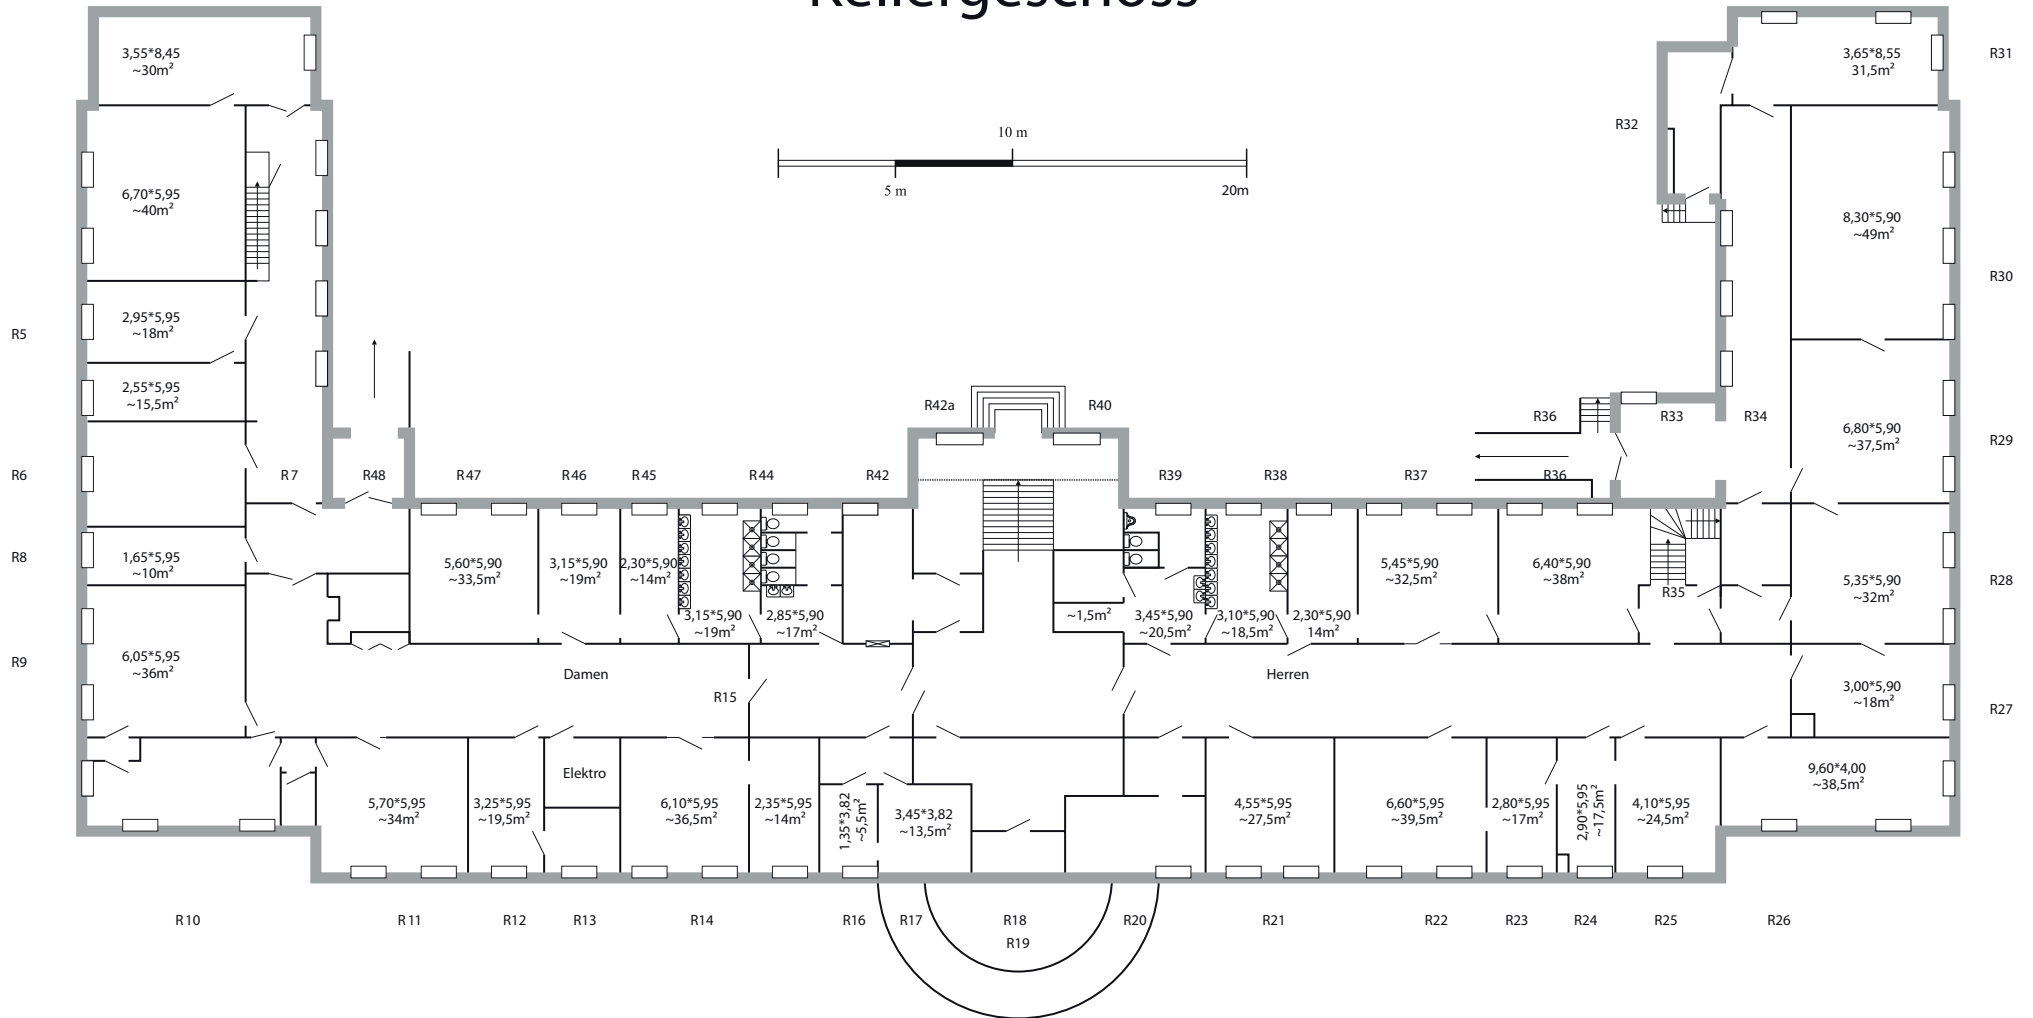 Kellergeschoss
3,55*8,45
~30m²
3,65*8,55
31,5m²
R31
R32
10 m
5 m
20m
6,70*5,95
~40m²
8,30*5,90
~49m²
R30
R5
2,95*5,95
~18m²
2,55*5,95
~15,5m²
R42a
R40
R36
R33
R34
6,80*5,90
~37,5m²
R29
R6
R7
R48
R47
R46
R45
R44
R42
R39
R38
R37
R36
R8
1,65*5,95
~10m²
5,60*5,90
~33,5m²
3,15*5,90
~19m²
2,30*5,90
~14m²
3,15*5,90
~19m²
2,85*5,90
~17m²
~1,5m²
3,45*5,90
~20,5m²
3,10*5,90
~18,5m²
2,30*5,90
14m²
5,45*5,90
~32,5m²
6,40*5,90
~38m²
R35
5,35*5,90
~32m²
R28
R9
6,05*5,95
~36m²
Damen
R15
Herren
3,00*5,90
~18m²
R27
Elektro
5,70*5,95
~34m²
3,25*5,95
~19,5m²
6,10*5,95
~36,5m²
2,35*5,95
~14m²
1,35*3,82
~5,5m²
3,45*3,82
~13,5m²
4,55*5,95
~27,5m²
6,60*5,95
~39,5m²
2,80*5,95
~17m²
2,90*5,95
~17,5m²
4,10*5,95
~24,5m²
9,60*4,00
~38,5m²
R10
R11
R12
R13
R14
R16
R17
R18
R19
R20
R21
R22
R23
R24
R25
R26